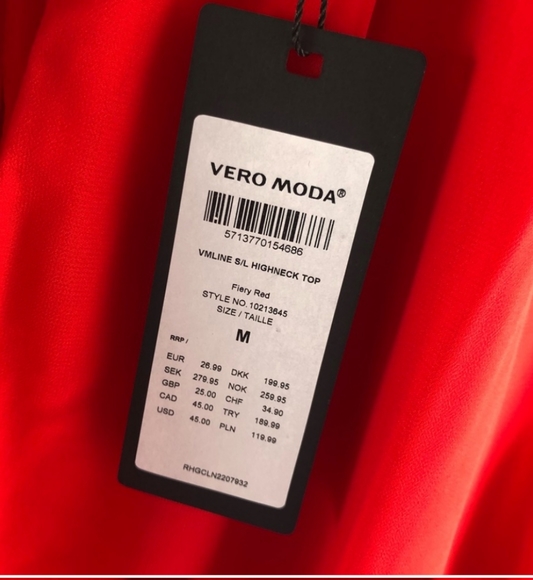 VERO MODA®
5713770154686
VMLINE S/L HIGHNECK TOP
Fiery Red
STYLE NO. 10213645
SIZE / TAILLE
M
RRP /
EUR 26.99 DKK 199.95
SEK 279.95 NOK 259.95
GBP 25.00 CHF 34.90
CAD 45.00 TRY 189.99
USD 45.00 PLN 119.99
RHGCLN2207932